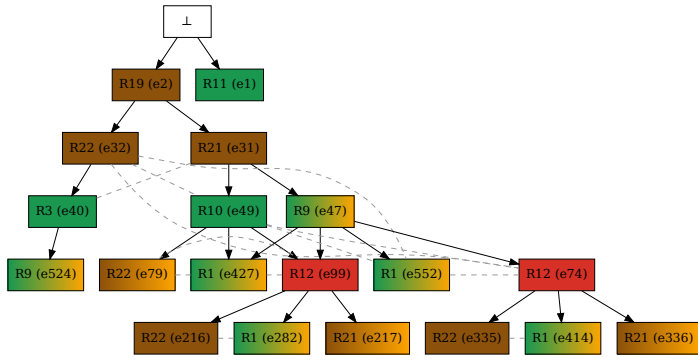 ⊥
R19 (e2)
R11 (e1)
R22 (e32)
R21 (e31)
R3 (e40)
R10 (e49)
R9 (e47)
R9 (e524)
R22 (e79)
R1 (e427)
R12 (e99)
R1 (e552)
R12 (e74)
R22 (e216)
R1 (e282)
R21 (e217)
R22 (e335)
R1 (e414)
R21 (e336)